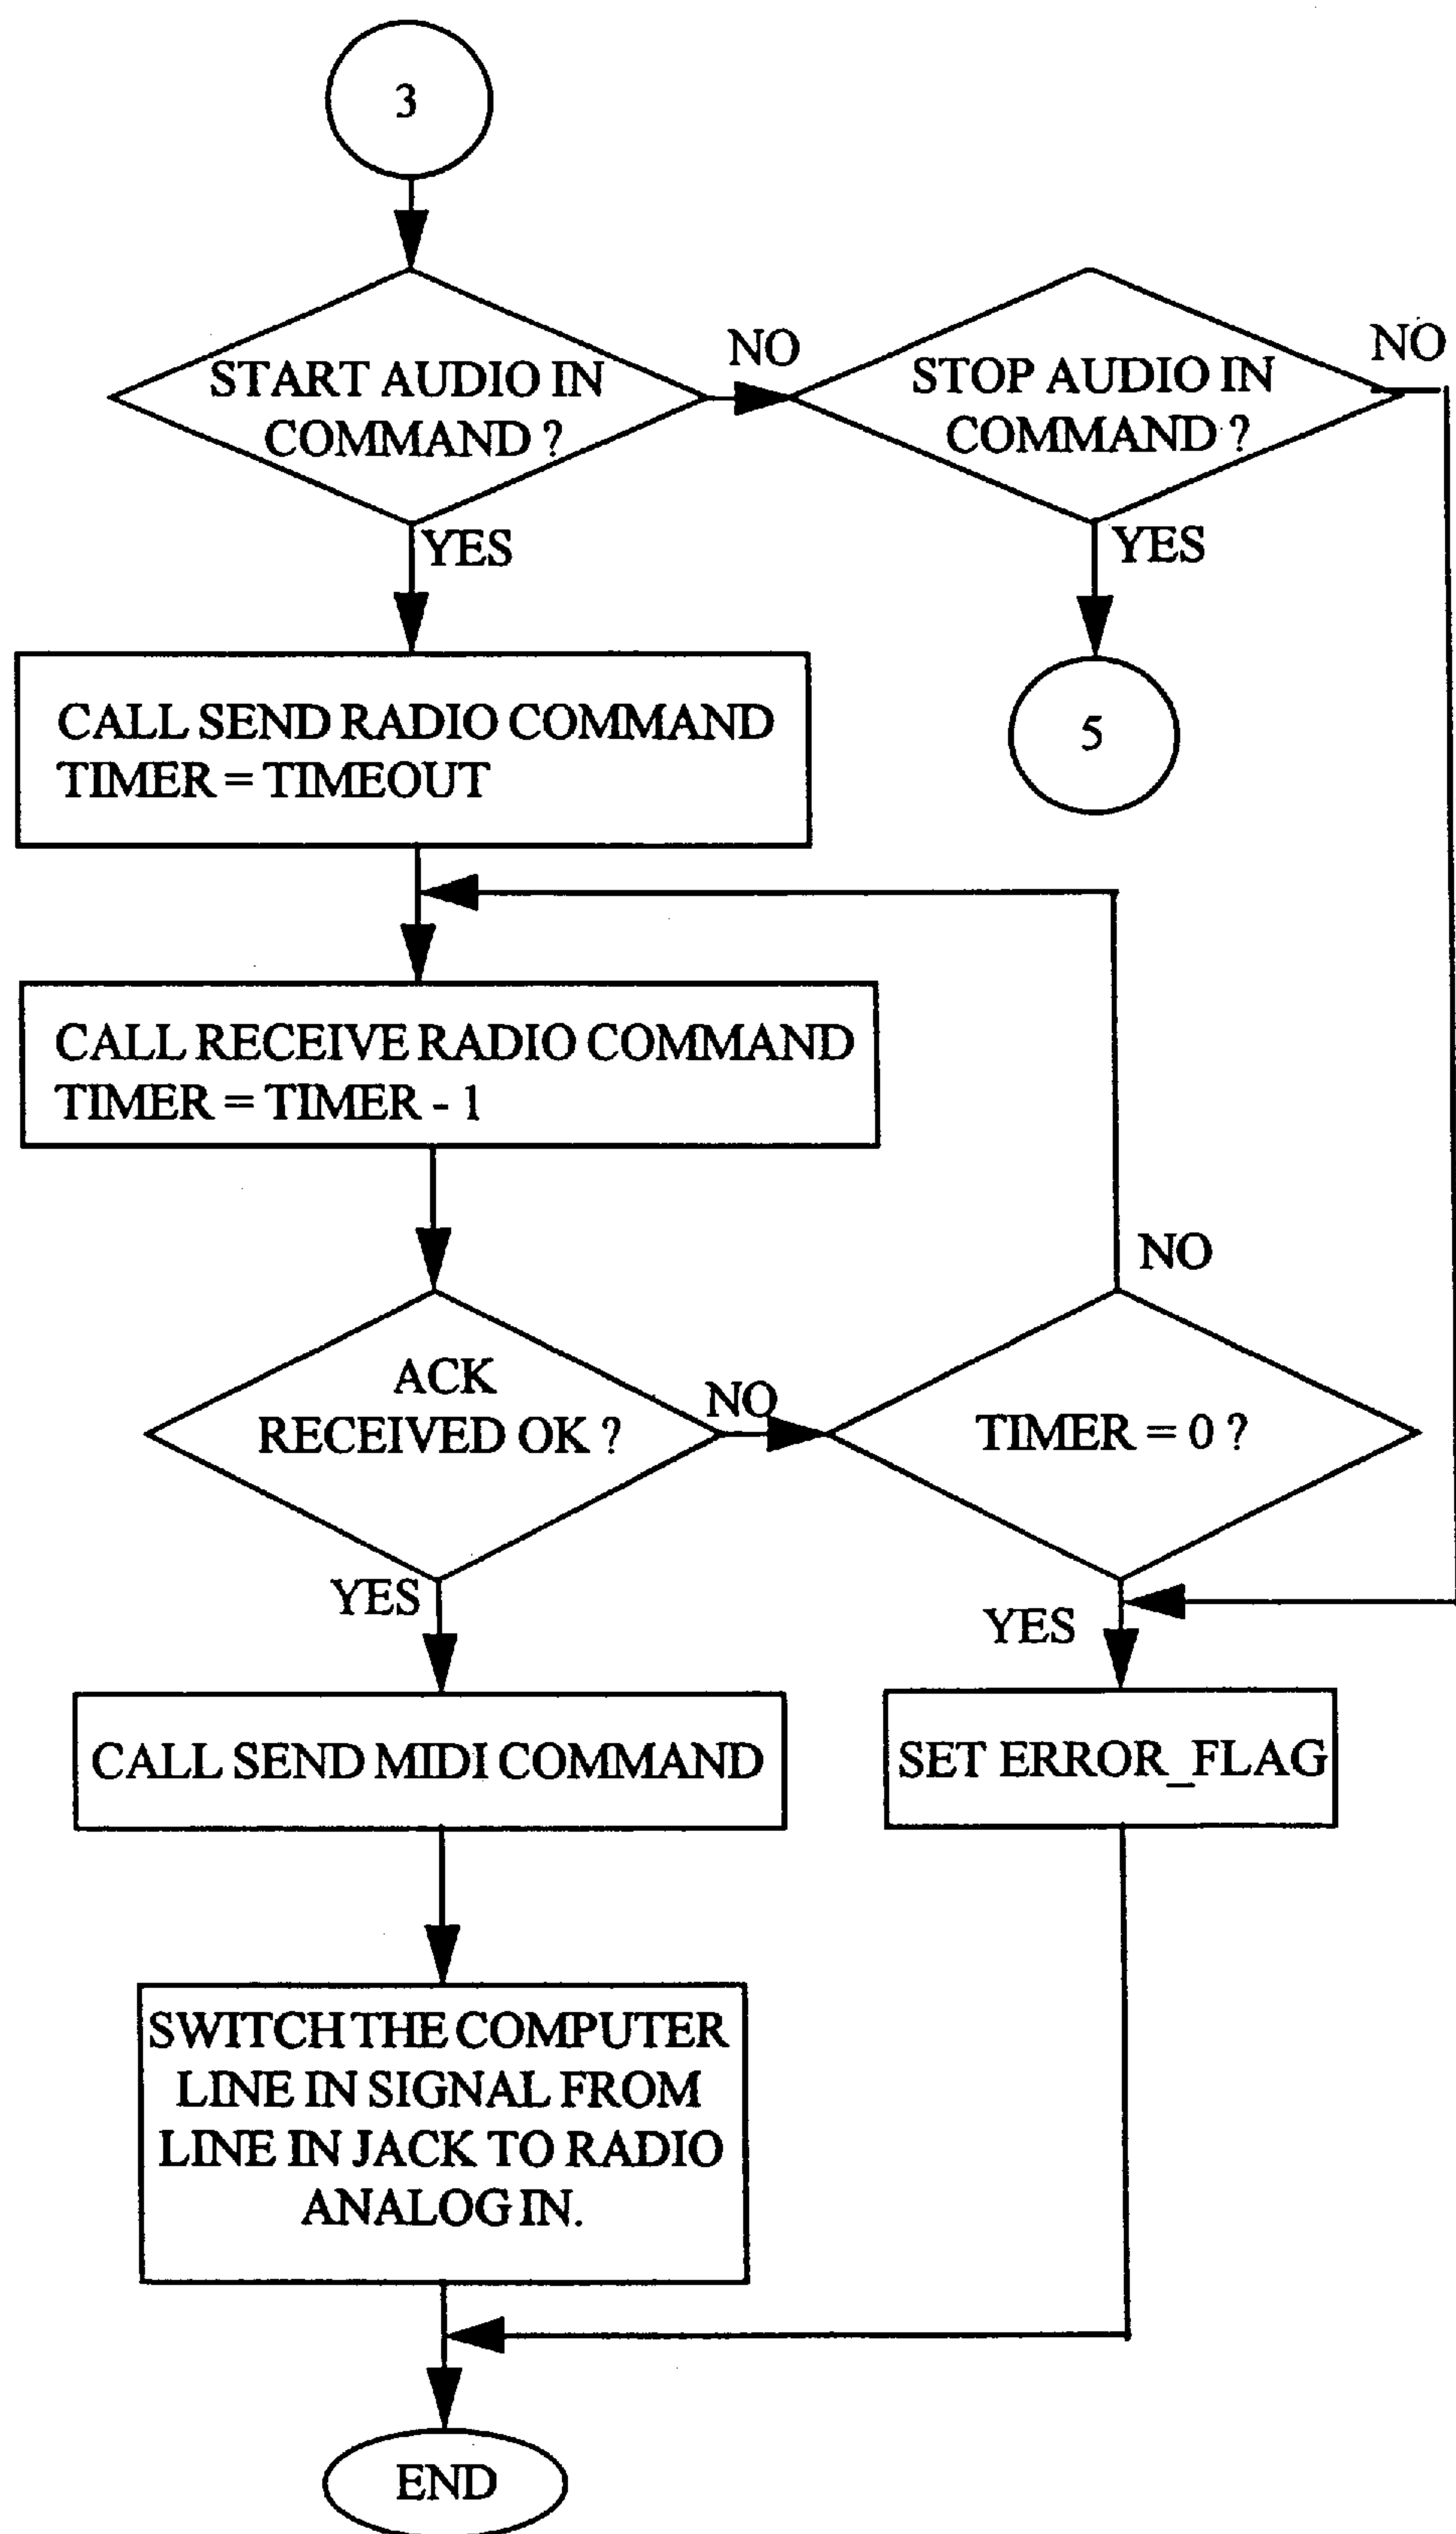 3
START AUDIO IN
COMMAND ?
NO
STOP AUDIO IN
COMMAND ?
NO
YES
YES
CALL SEND RADIO COMMAND
TIMER = TIMEOUT
5
CALL RECEIVE RADIO COMMAND
TIMER = TIMER - 1
NO
ACK
RECEIVED OK ?
NO
TIMER = 0 ?
YES
YES
CALL SEND MIDI COMMAND
SET ERROR_FLAG
SWITCH THE COMPUTER
LINE IN SIGNAL FROM
LINE IN JACK TO RADIO
ANALOG IN.
END